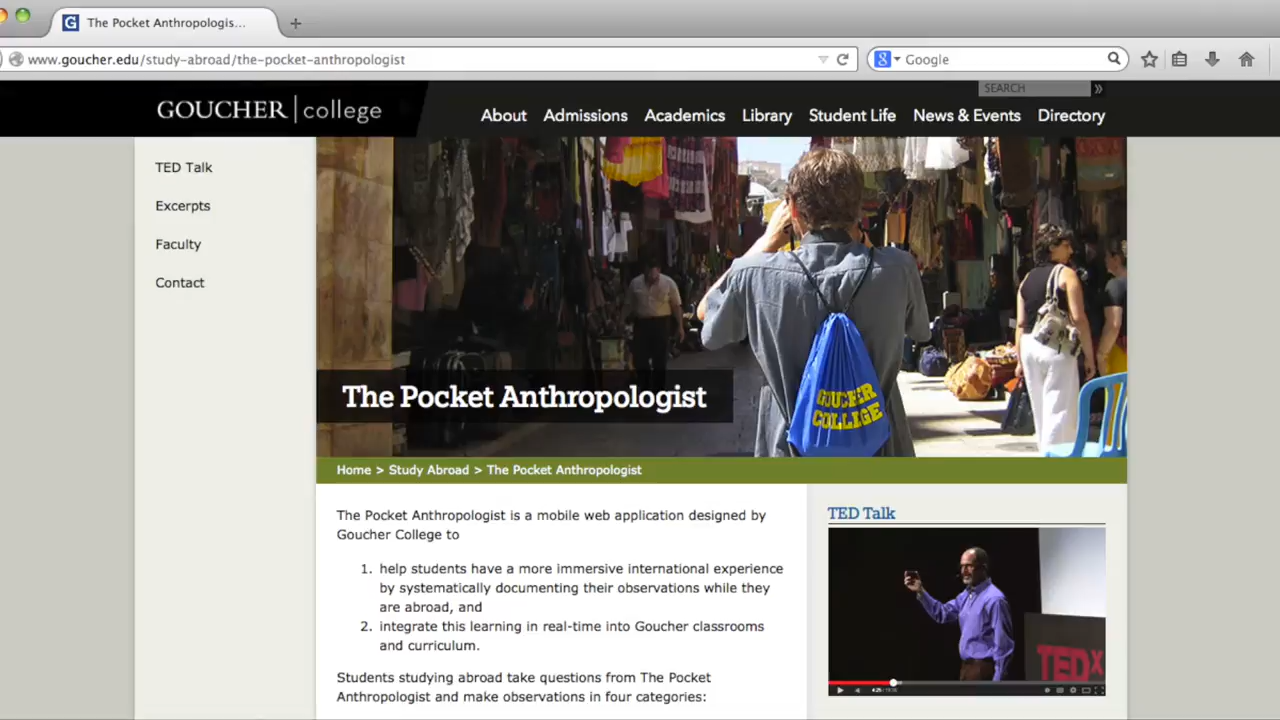 The Pocket Anthropologis...
www.goucher.edu/study-abroad/the-pocket-anthropologist
Google
SEARCH
GOUCHER | college
About Admissions Academics Library Student Life News & Events Directory
TED Talk
Excerpts
Faculty
Contact
GOUCHER
COLLEGE
The Pocket Anthropologist
Home > Study Abroad > The Pocket Anthropologist
The Pocket Anthropologist is a mobile web application designed by
Goucher College to
1. help students have a more immersive international experience
by systematically documenting their observations while they
are abroad, and
2. integrate this learning in real-time into Goucher classrooms
and curriculum.
Students studying abroad take questions from The Pocket
Anthropologist and make observations in four categories:
TED Talk
TEDx